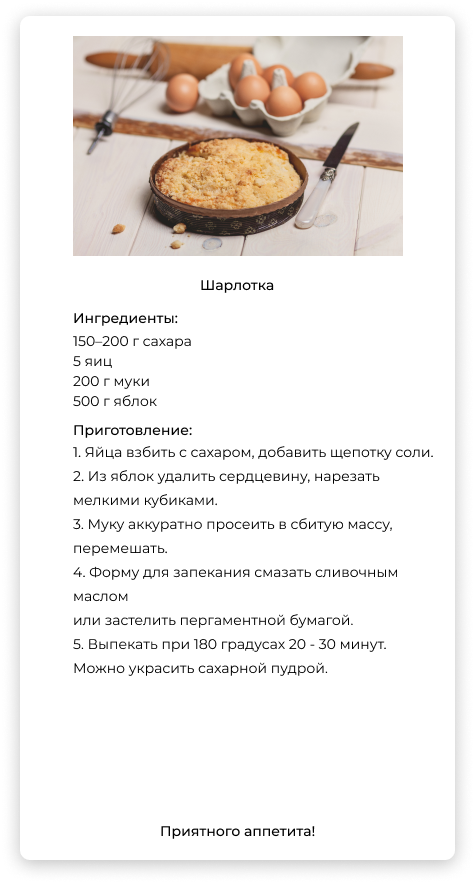 Шарлотка
Ингредиенты:
150–200 г сахара
5 яиц
200 г муки
500 г яблок
Приготовление:
1. Яйца взбить с сахаром, добавить щепотку соли.
2. Из яблок удалить сердцевину, нарезать
мелкими кубиками.
3. Муку аккуратно просеить в сбитую массу,
перемешать.
4. Форму для запекания смазать сливочным
маслом
или застелить пергаментной бумагой.
5. Выпекать при 180 градусах 20 - 30 минут.
Можно украсить сахарной пудрой.
Приятного аппетита!